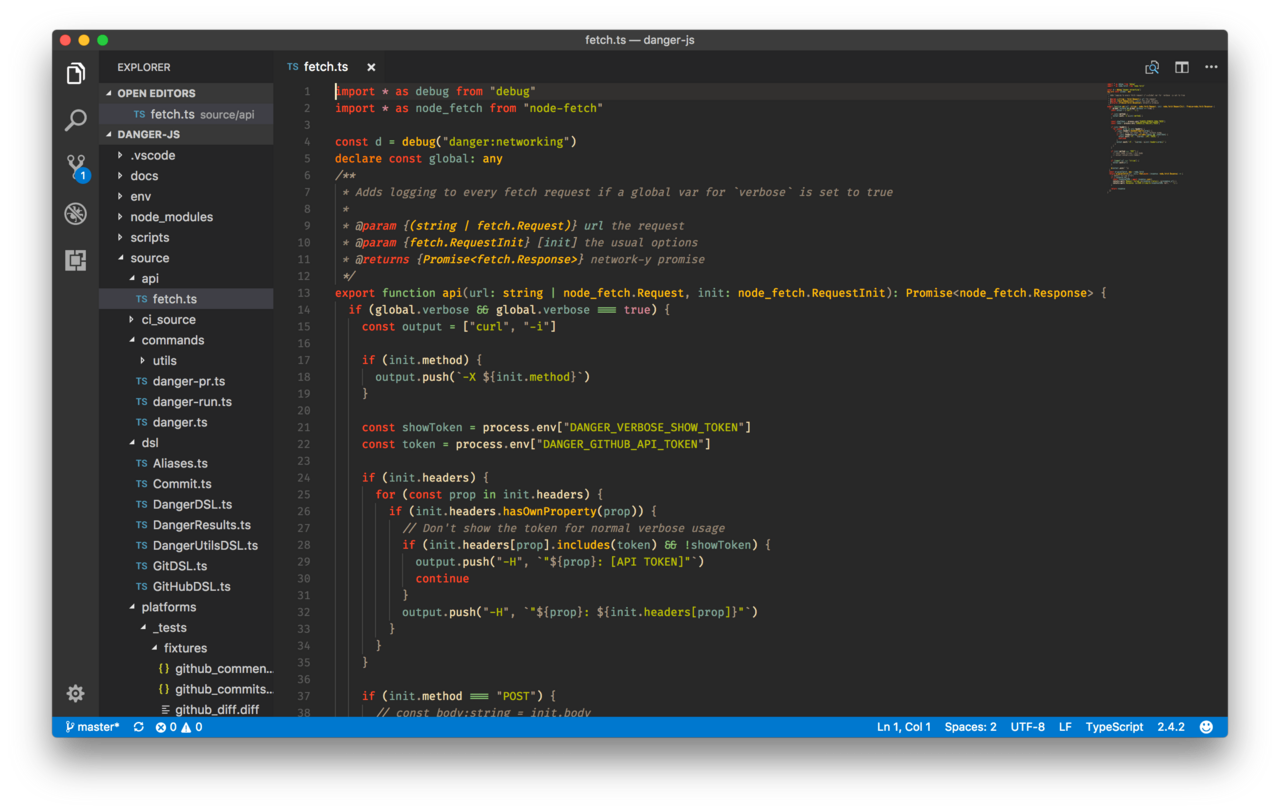 fetch.ts — danger-js
EXPLORER
OPEN EDITORS
TS fetch.ts source/api
DANGER-JS
.vscode
docs
env
node_modules
scripts
source
api
TS fetch.ts
ci_source
commands
utils
TS danger-pr.ts
TS danger-run.ts
TS danger.ts
dsl
TS Aliases.ts
TS Commit.ts
TS DangerDSL.ts
TS DangerResults.ts
TS DangerUtilsDSL.ts
TS GitDSL.ts
TS GitHubDSL.ts
platforms
_tests
fixtures
{} github_commen...
{} github_commits...
github_diff.diff
1
TS fetch.ts ×
1 import * as debug from "debug"
2 import * as node_fetch from "node-fetch"
3
4 const d = debug("danger:networking")
5 declare const global: any
6 /**
7  * Adds logging to every fetch request if a global var for `verbose` is set to true
8  *
9  * @param {(string | fetch.Request)} url the request
10  * @param {fetch.RequestInit} [init] the usual options
11  * @returns {Promise<fetch.Response>} network-y promise
12  */
13 export function api(url: string | node_fetch.Request, init: node_fetch.RequestInit): Promise<node_fetch.Response> {
14   if (global.verbose && global.verbose === true) {
15     const output = ["curl", "-i"]
16
17     if (init.method) {
18       output.push(`-X ${init.method}`)
19     }
20
21     const showToken = process.env["DANGER_VERBOSE_SHOW_TOKEN"]
22     const token = process.env["DANGER_GITHUB_API_TOKEN"]
23
24     if (init.headers) {
25       for (const prop in init.headers) {
26         if (init.headers.hasOwnProperty(prop)) {
27           // Don't show the token for normal verbose usage
28           if (init.headers[prop].includes(token) && !showToken) {
29             output.push("-H", `"${prop}: [API TOKEN]"`)
30             continue
31           }
32           output.push("-H", `"${prop}: ${init.headers[prop]}"`)
33         }
34       }
35     }
36
37     if (init.method === "POST") {
38       // const body:string = init.body
master* 0 0 Ln 1, Col 1 Spaces: 2 UTF-8 LF TypeScript 2.4.2